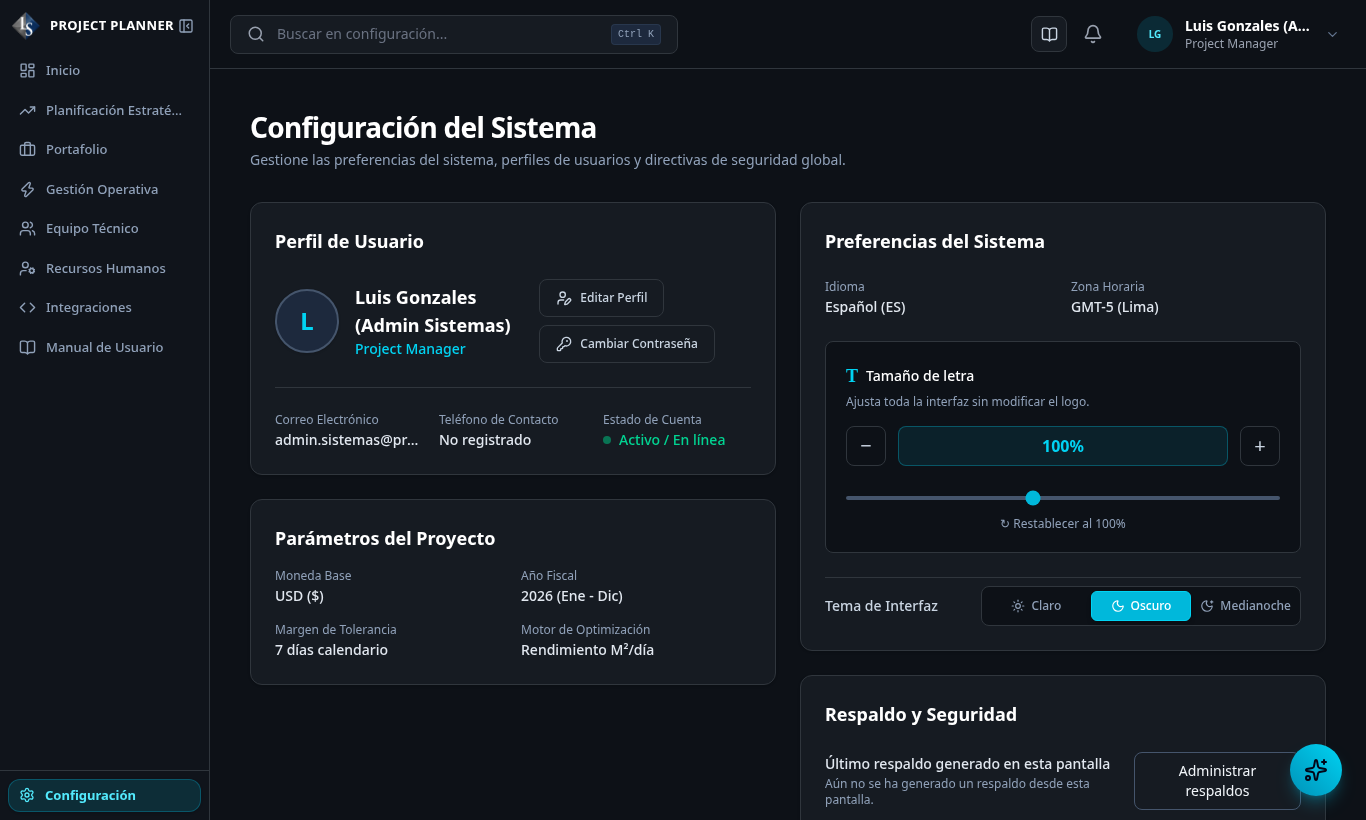 PROJECT PLANNER
Inicio
Planificación Estraté...
Portafolio
Gestión Operativa
Equipo Técnico
Recursos Humanos
Integraciones
Manual de Usuario
Configuración
Buscar en configuración...
Ctrl K
LG
Luis Gonzales (A...
Project Manager
Configuración del Sistema
Gestione las preferencias del sistema, perfiles de usuarios y directivas de seguridad global.
Perfil de Usuario
L
Luis Gonzales
(Admin Sistemas)
Project Manager
Editar Perfil
Cambiar Contraseña
Correo Electrónico
admin.sistemas@pr...
Teléfono de Contacto
No registrado
Estado de Cuenta
Activo / En línea
Parámetros del Proyecto
Moneda Base
USD ($)
Año Fiscal
2026 (Ene - Dic)
Margen de Tolerancia
7 días calendario
Motor de Optimización
Rendimiento M²/día
Preferencias del Sistema
Idioma
Español (ES)
Zona Horaria
GMT-5 (Lima)
T Tamaño de letra
Ajusta toda la interfaz sin modificar el logo.
− 100% +
↻ Restablecer al 100%
Tema de Interfaz
Claro
Oscuro
Medianoche
Respaldo y Seguridad
Último respaldo generado en esta pantalla
Aún no se ha generado un respaldo desde esta
pantalla.
Administrar
respaldos